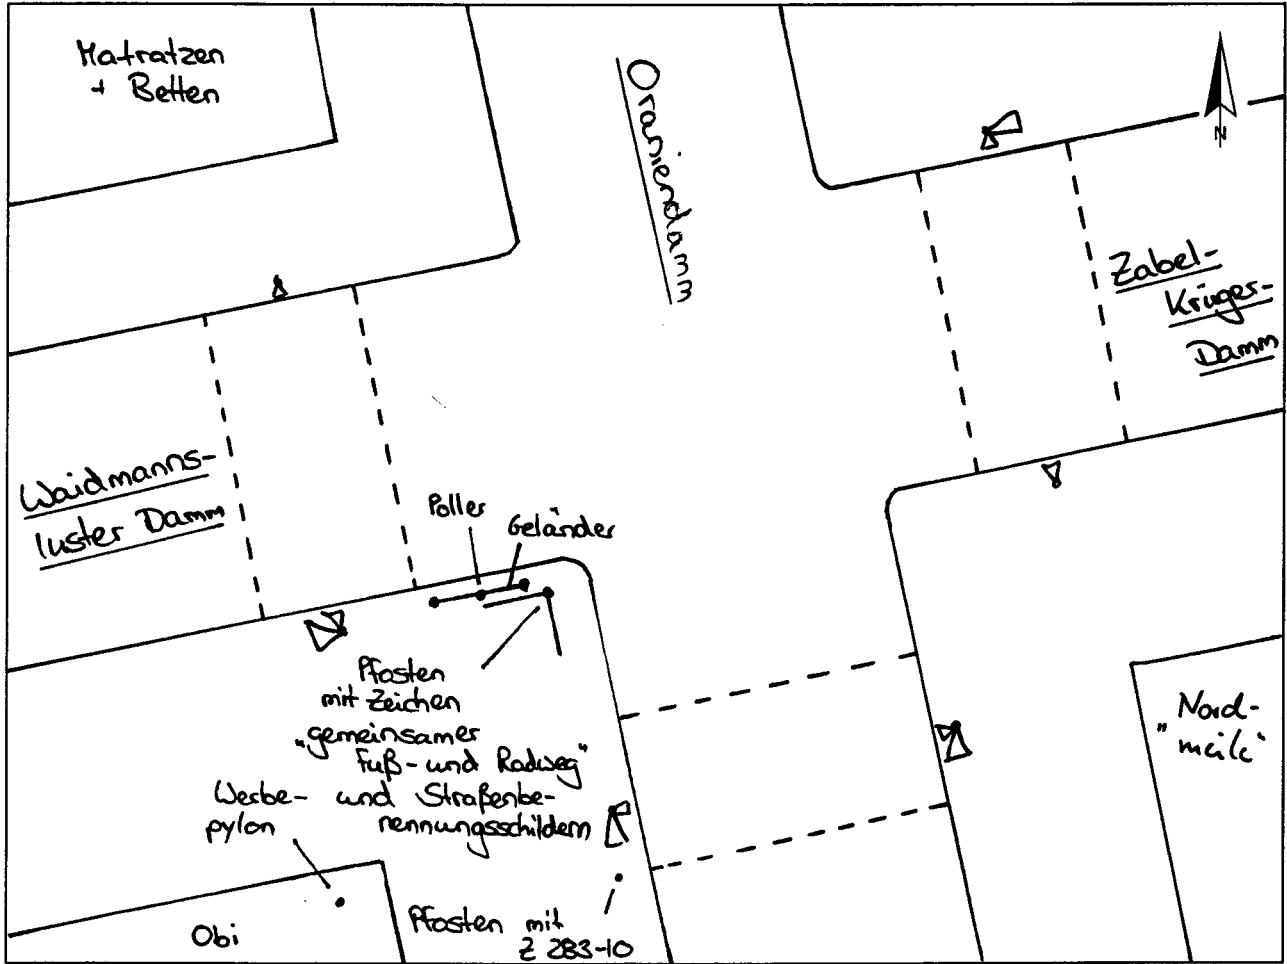 Matratzen
+ Betten
Oraniendamm
N
Zabel-
Krüger-
Damm
Waidmanns-
luster Damm
Poller
Geländer
Pfosten
mit Zeichen
„gemeinsamer
Fuß- und Radweg"
und Straßenbe-
nennungsschildern
Werbe-
pylon
Obi
Pfosten mit
Z 283-10
„Nord-
meile"